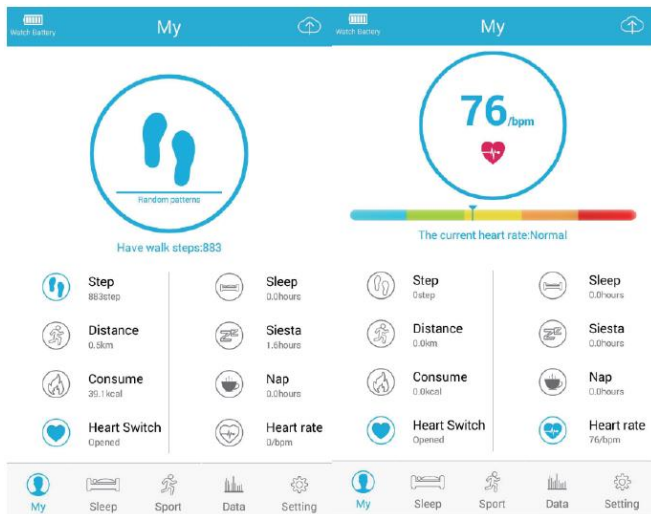 Watch Battery
My
Random patterns
Have walk steps:883
Step
883step
Sleep
0.0hours
Distance
0.6km
Siesta
1.6hours
Consume
39.1kcal
Nap
0.0hours
Heart Switch
Opened
Heart rate
0/bpm
My
Sleep
Sport
Data
Setting
Watch Battery
My
76/bpm
The current heart rate:Normal
Step
0step
Sleep
0.0hours
Distance
0.0km
Siesta
0.0hours
Consume
0.0kcal
Nap
0.0hours
Heart Switch
Opened
Heart rate
76/bpm
My
Sleep
Sport
Data
Setting